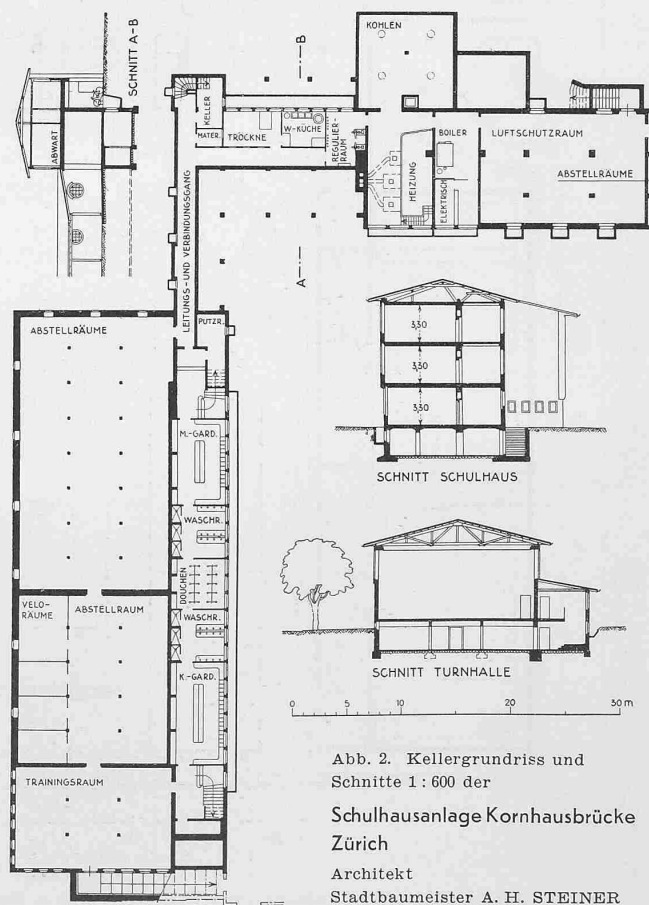 SCHNITT A-B
ABWART
B
A
KOHLEN
KELLER
MATER.
TRÖCKNE
W-KÜCHE
REGULIER-
RAUM
HEIZUNG
BOILER
ELEKTRISCH
LUFTSCHUTZRAUM
ABSTELLRÄUME
LEITUNGS- UND VERBINDUNGSGANG
ABSTELLRÄUME
PUTZR.
M.-GARD.
WASCHR.
DOUCHEN
WASCHR.
K.-GARD.
VELO-
RÄUME
ABSTELLRAUM
TRAININGSRAUM
3,30
3,30
3,30
SCHNITT SCHULHAUS
SCHNITT TURNHALLE
0 5 10 20 30 m
Abb. 2. Kellergrundriss und
Schnitte 1 : 600 der
Schulhausanlage Kornhausbrücke
Zürich
Architekt
Stadtbaumeister A. H. STEINER